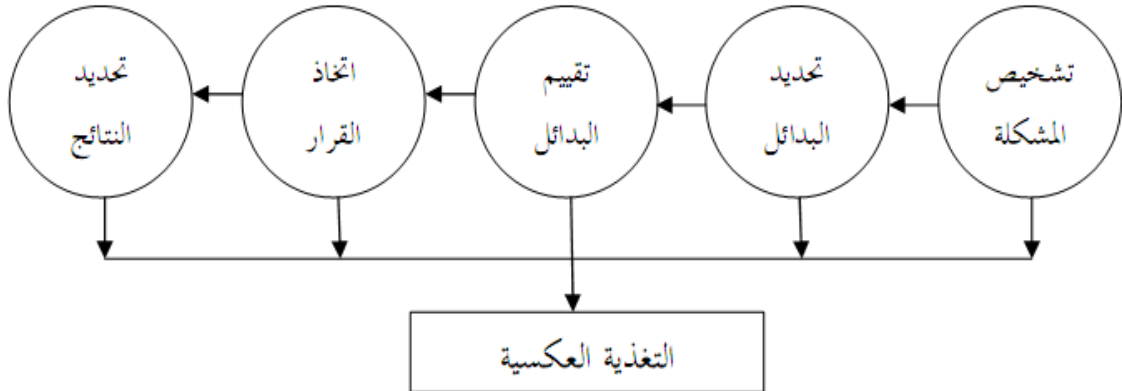 تشخيص
المشكلة
تحديد
البدائل
تقييم
البدائل
اتخاذ
القرار
تحديد
النتائج
التغذية العكسية